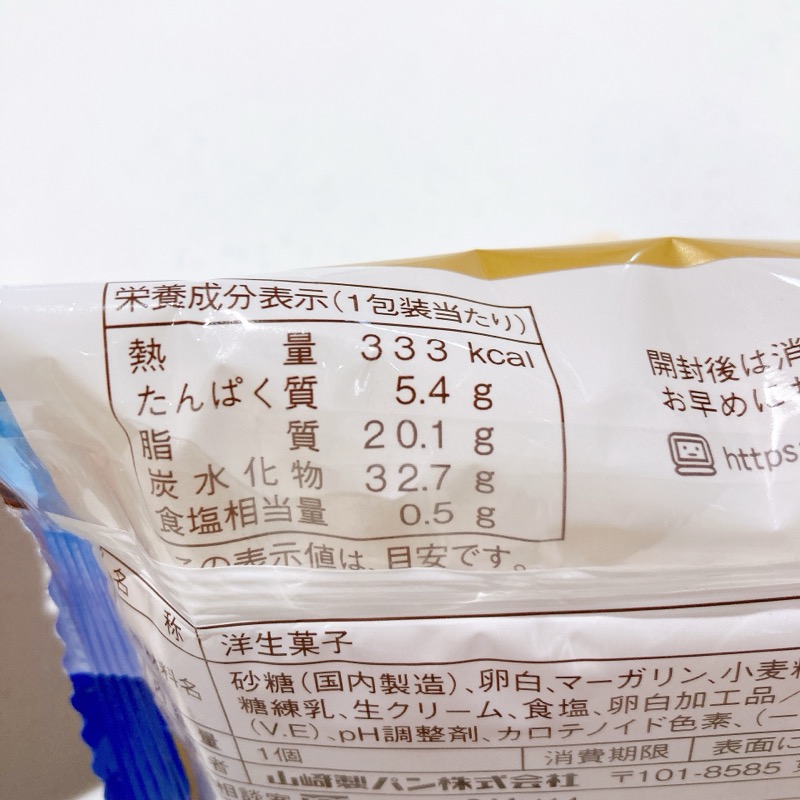 栄養成分表示(1包装当たり)
熱量 333 kcal
たんぱく質 5.4 g
脂質 20.1 g
炭水化物 32.7 g
食塩相当量 0.5 g
この表示値は、目安です。
開封後は消
お早めに
https:
名称 洋生菓子
砂糖(国内製造)、卵白、マーガリン、小麦粉
糖練乳、生クリーム、食塩、卵白加工品/
(V.E)、pH調整剤、カロテノイド色素、(一
1個 消費期限 表面に
山崎製パン株式会社 〒101-8585